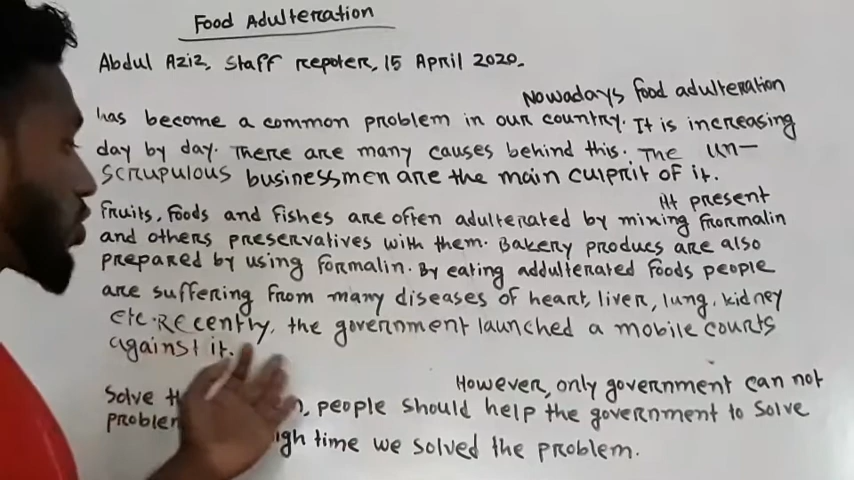 Food Adulteration
Abdul Aziz, Staff repoter, 15 April 2020.
Nowadays food adulteration
has become a common problem in our country. It is increasing
day by day. There are many causes behind this. The un-
scrupulous businessmen are the main culprit of it.
At present
fruits, foods and fishes are often adulterated by mixing frormalin
and others preservatives with them. Bakery produces are also
prepared by using formalin. By eating addulterated foods people
are suffering from many diseases of heart, liver, lung, kidney
etc. Recently, the government launched a mobile courts
against it.
However, only government can not
Solve people should help the government to solve
problem time we solved the problem.